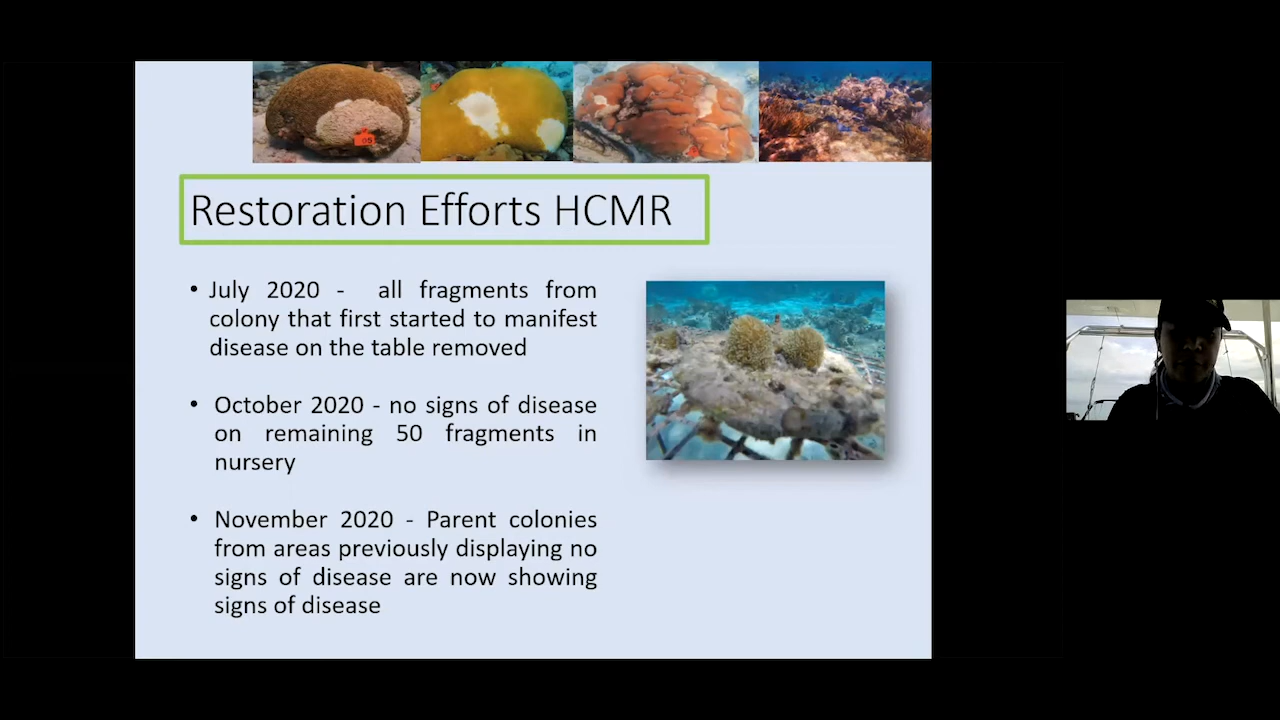 Restoration Efforts HCMR
• July 2020 - all fragments from
colony that first started to manifest
disease on the table removed
• October 2020 - no signs of disease
on remaining 50 fragments in
nursery
• November 2020 - Parent colonies
from areas previously displaying no
signs of disease are now showing
signs of disease